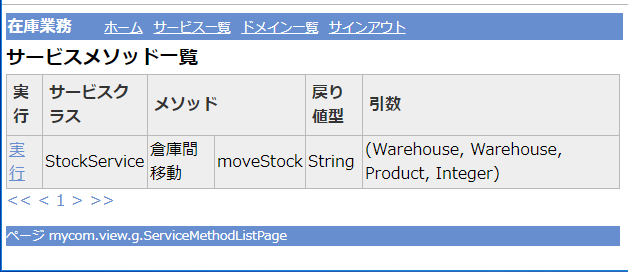 在庫業務 ホーム サービス一覧 ドメイン一覧 サインアウト
サービスメソッド一覧
実行 サービスクラス メソッド 戻り値型 引数
実行 StockService 倉庫間移動 moveStock String (Warehouse, Warehouse, Product, Integer)
<< < 1 > >>
ページ mycom.view.g.ServiceMethodListPage